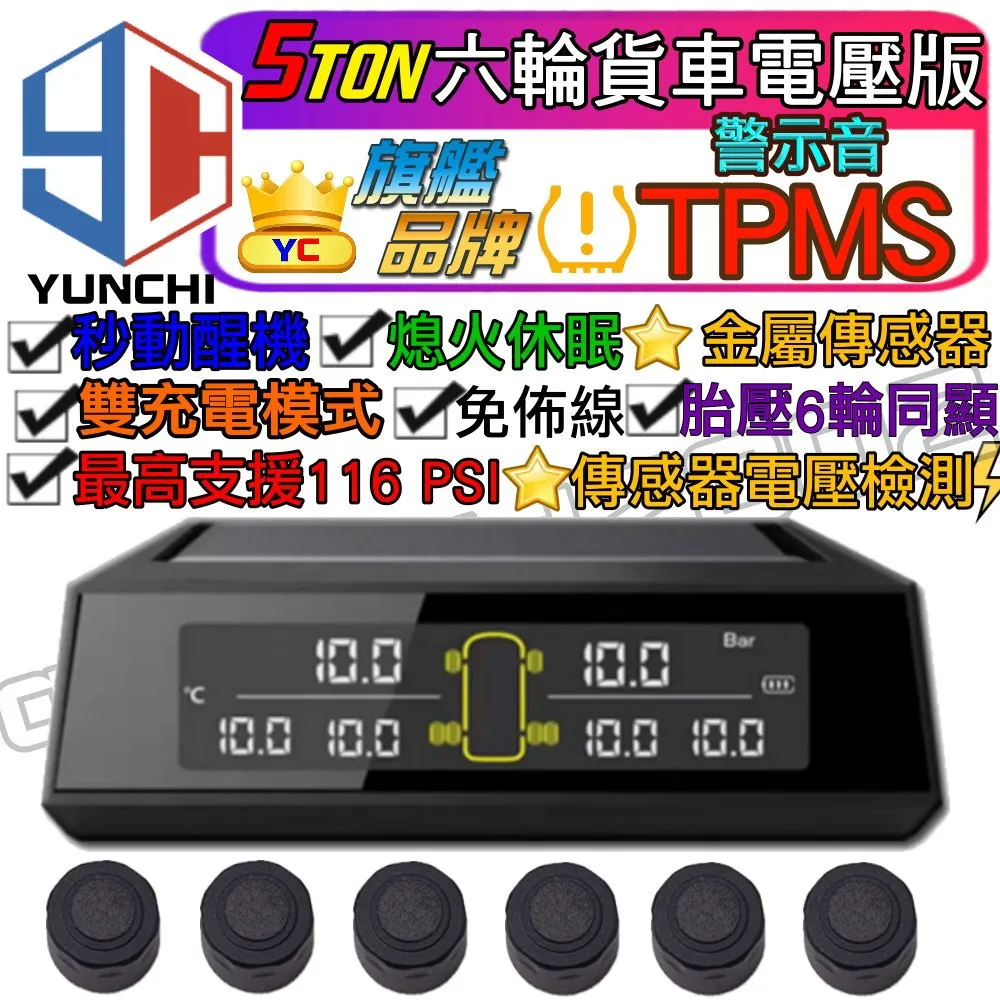 5TON六輪貨車電壓版
警示音
旗艦
品牌
TPMS
YC
YUNCHI
秒動醒機
熄火休眠
金屬傳感器
雙充電模式
免佈線
胎壓6輪同顯
最高支援116 PSI
傳感器電壓檢測
10.0
10.0
Bar
℃
10.0
10.0
10.0
10.0